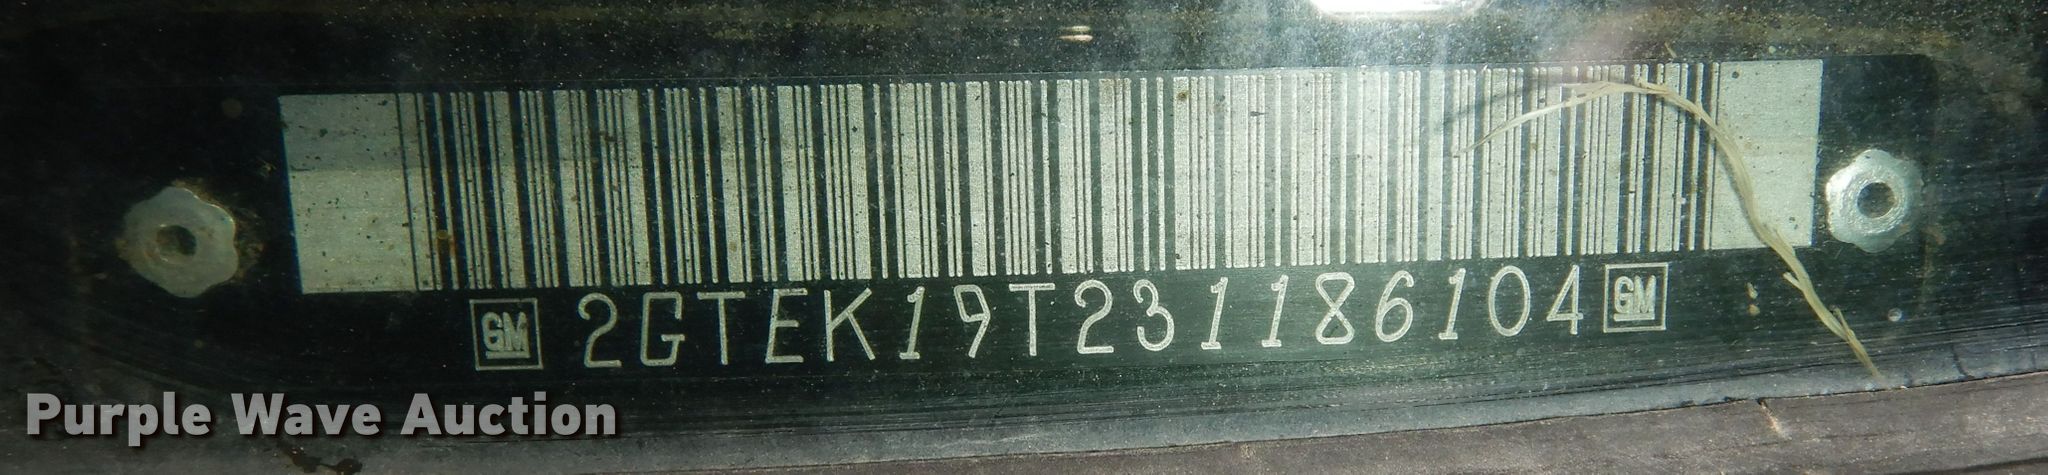 GM 2GTEK19T231186104 GM
Purple Wave Auction